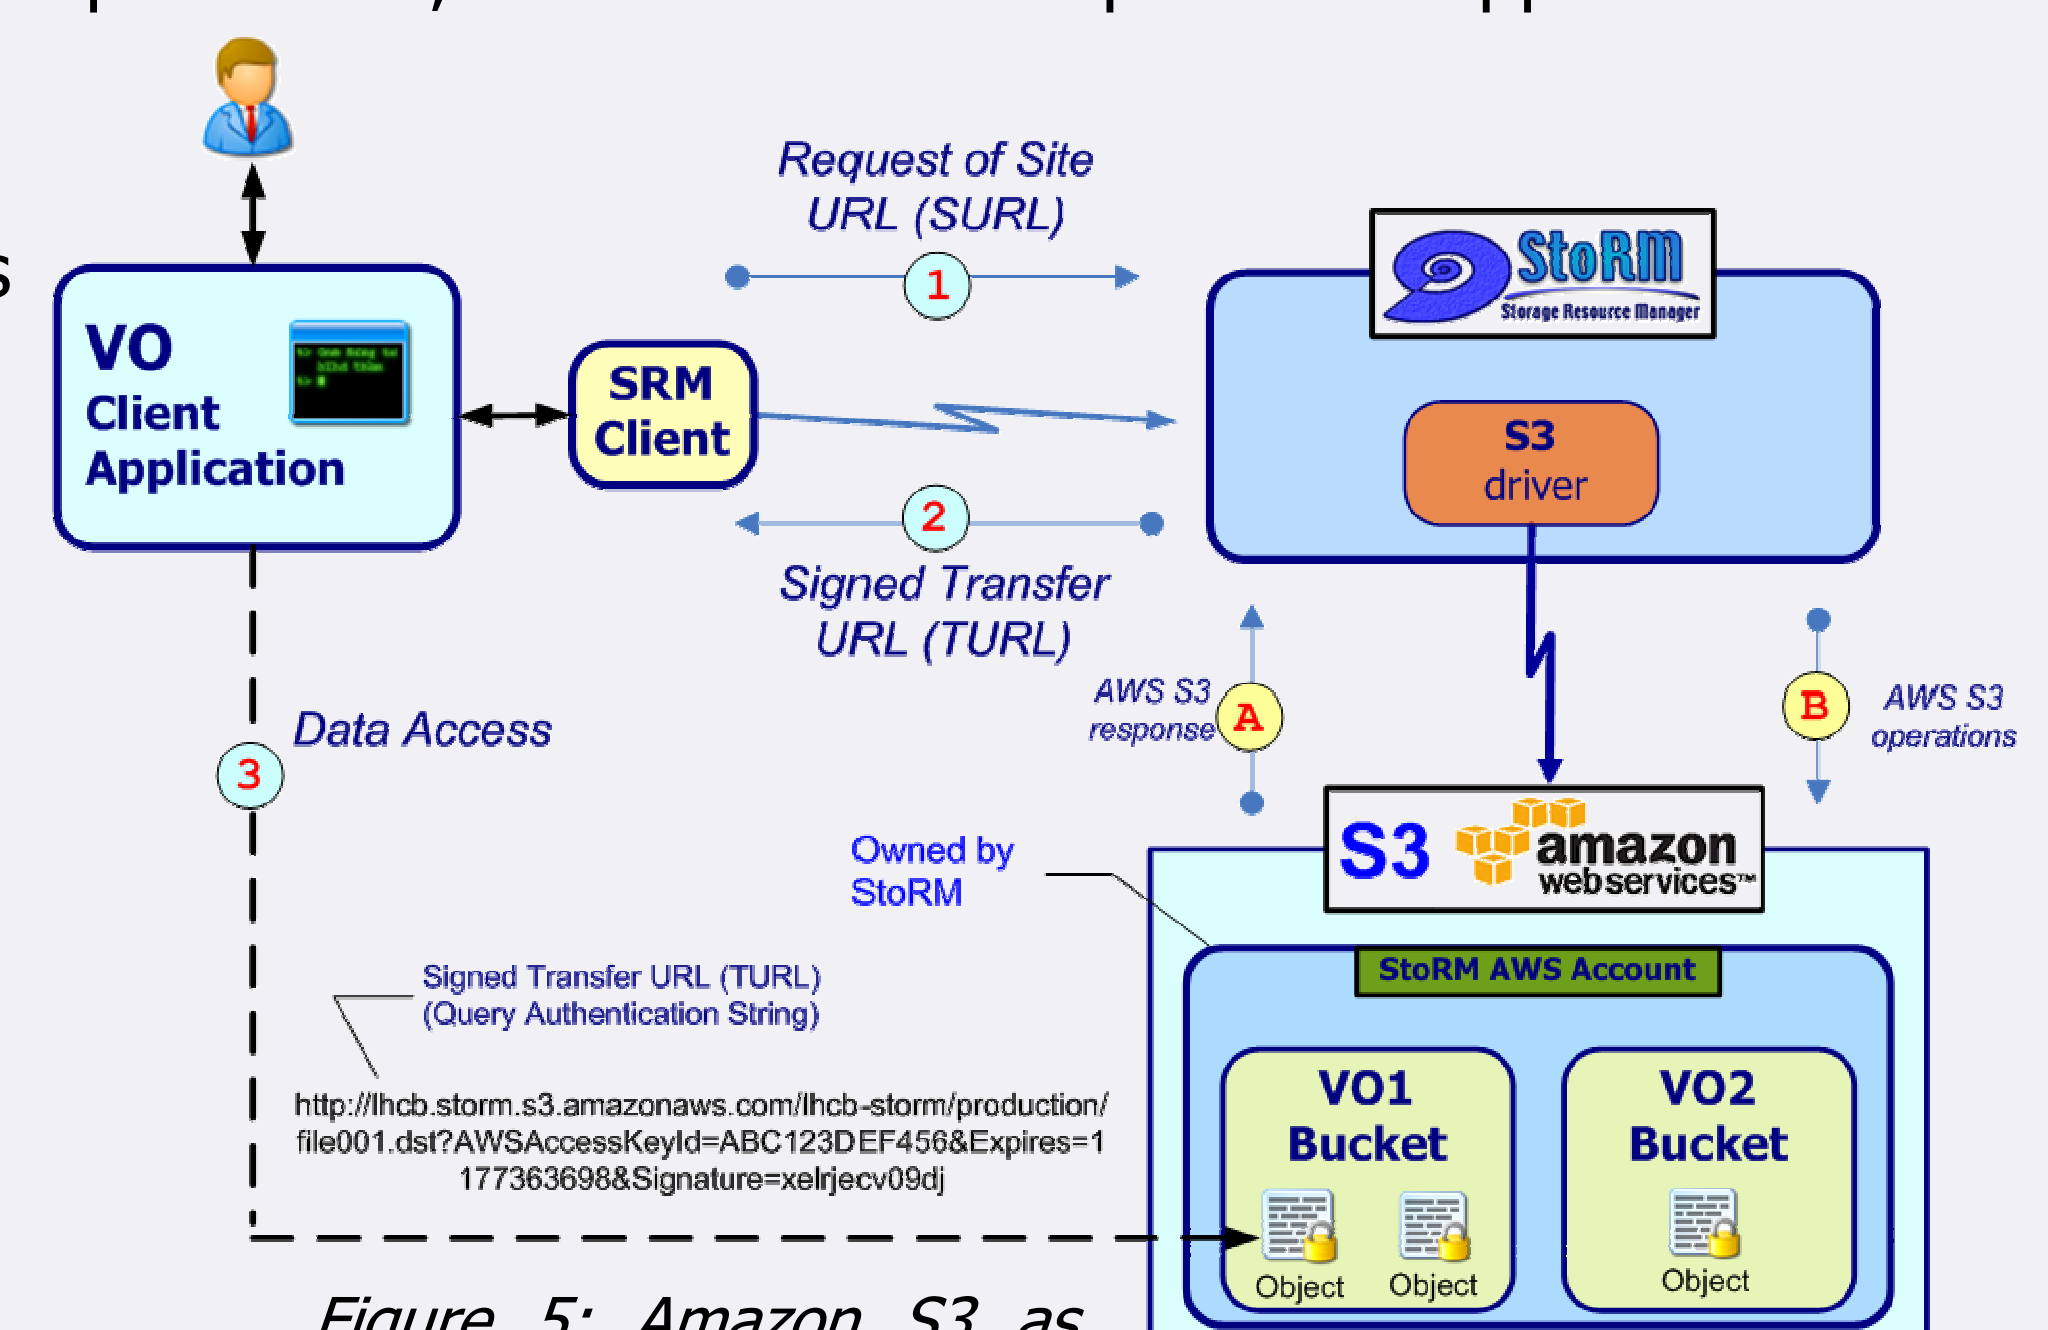 Request of Site
URL (SURL)
1
StoRM
Storage Resource Manager
VO
Client
Application
SRM
Client
S3
driver
2
Signed Transfer
URL (TURL)
AWS S3
response
A
B
AWS S3
operations
Data Access
3
S3
amazon
webservices™
Owned by
StoRM
StoRM AWS Account
Signed Transfer URL (TURL)
(Query Authentication String)
http://lhcb.storm.s3.amazonaws.com/lhcb-storm/production/
file001.dst?AWSAccessKeyId=ABC123DEF456&Expires=1
177363698&Signature=xelrjecv09dj
VO1
Bucket
VO2
Bucket
Object
Object
Object
Figure 5: Amazon S3 as